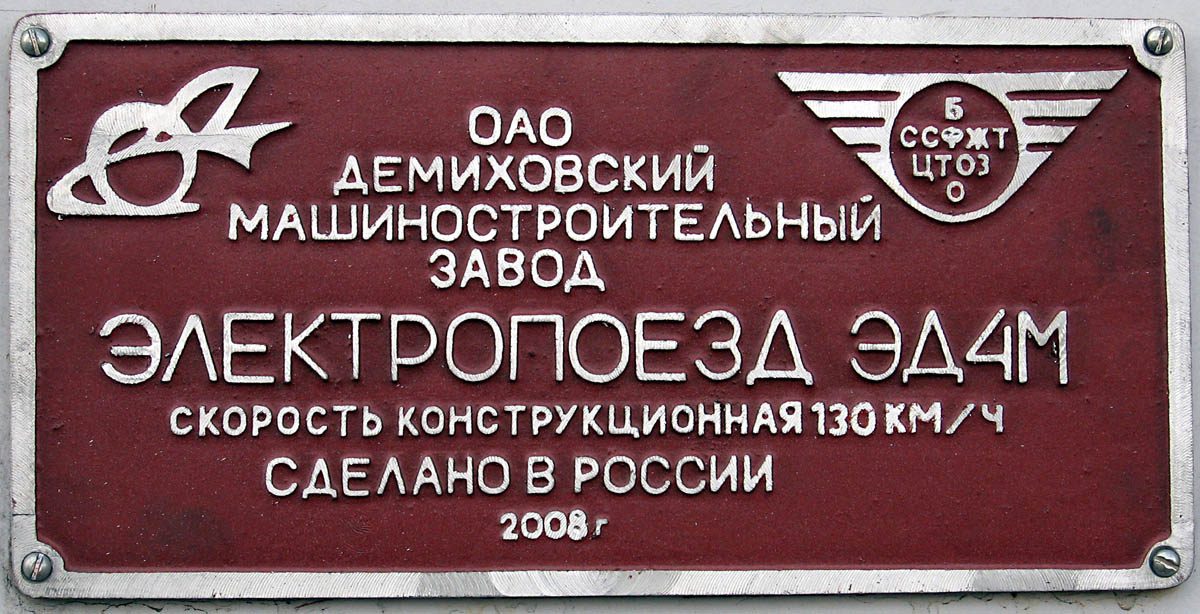 ОАО
ДЕМИХОВСКИЙ
МАШИНОСТРОИТЕЛЬНЫЙ
ЗАВОД
Б
ССФЖТ
ЦТОЗ
О
ЭЛЕКТРОПОЕЗД ЭД4М
СКОРОСТЬ КОНСТРУКЦИОННАЯ 130 КМ/Ч
СДЕЛАНО В РОССИИ
2008 г